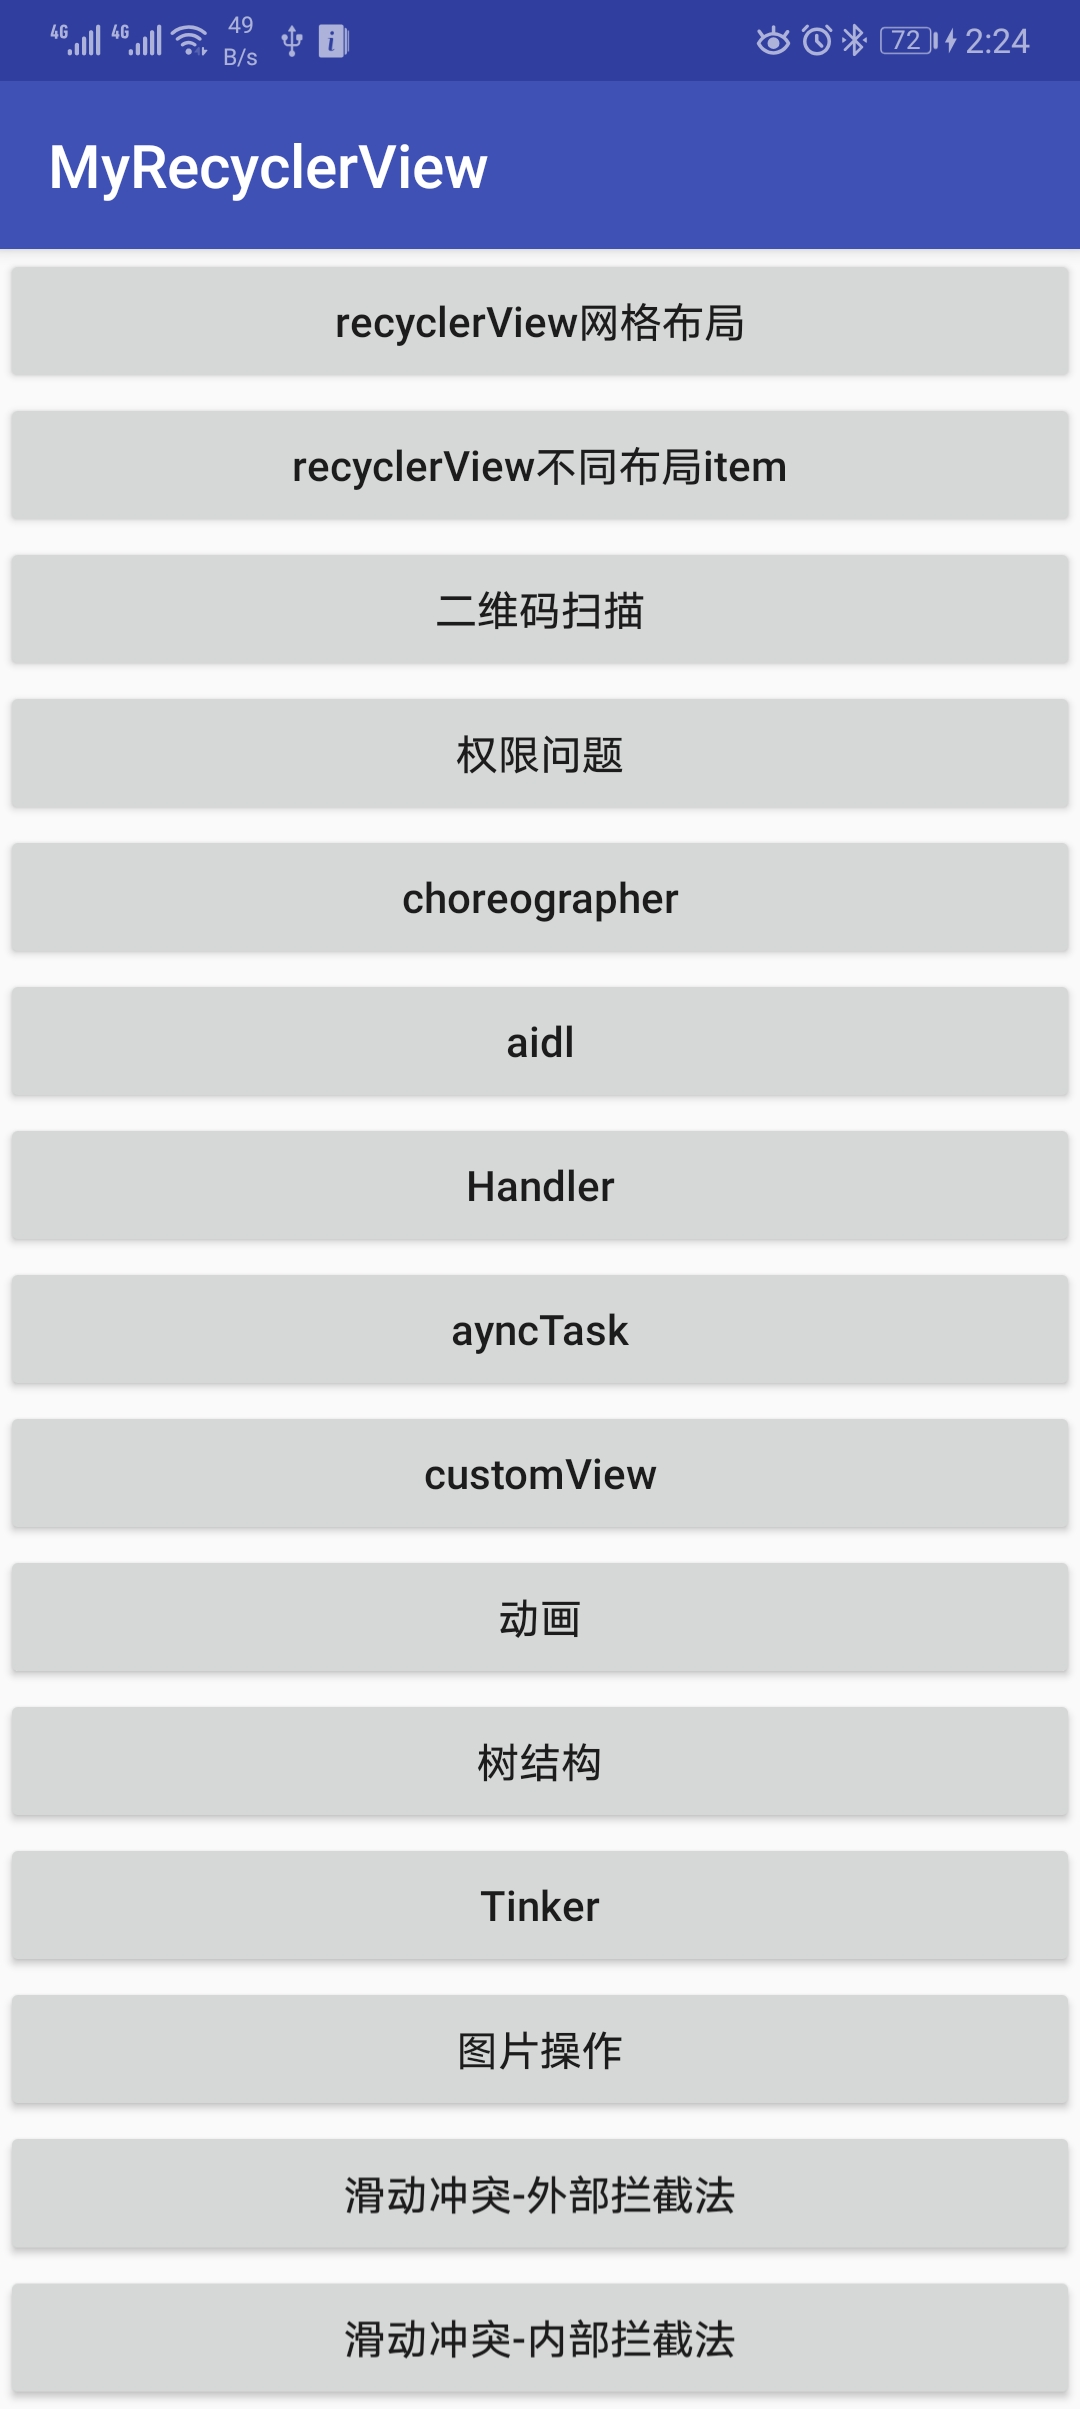 4G 4G 49 B/s 72 2:24
MyRecyclerView
recyclerView网格布局
recyclerView不同布局item
二维码扫描
权限问题
choreographer
aidl
Handler
ayncTask
customView
动画
树结构
Tinker
图片操作
滑动冲突-外部拦截法
滑动冲突-内部拦截法